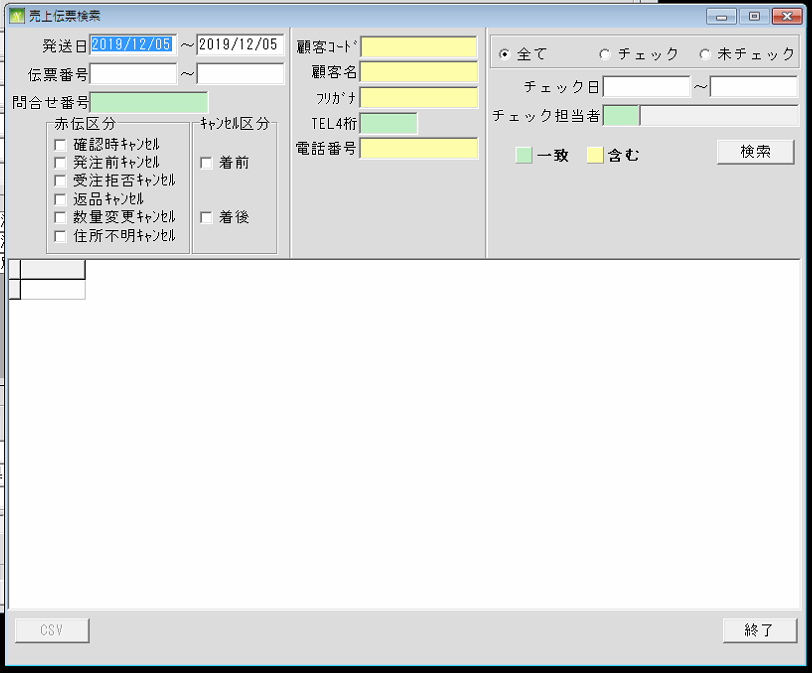 売上伝票検索
発送日 2019/12/05 ～ 2019/12/05
伝票番号 ～
問合せ番号
赤伝区分
確認時ｷｬﾝｾﾙ
発注前ｷｬﾝｾﾙ
受注拒否ｷｬﾝｾﾙ
返品ｷｬﾝｾﾙ
数量変更ｷｬﾝｾﾙ
住所不明ｷｬﾝｾﾙ
ｷｬﾝｾﾙ区分
着前
着後
顧客ｺｰﾄﾞ
顧客名
ﾌﾘｶﾞﾅ
TEL4桁
電話番号
全て チェック 未チェック
チェック日 ～
チェック担当者
一致 含む
検索
CSV
終了